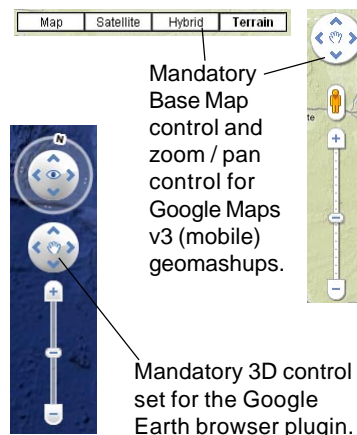 Map Satellite Hybrid Terrain
Mandatory
Base Map
control and
zoom / pan
control for
Google Maps
v3 (mobile)
geomashups.
te
N
Mandatory 3D control
set for the Google
Earth browser plugin.